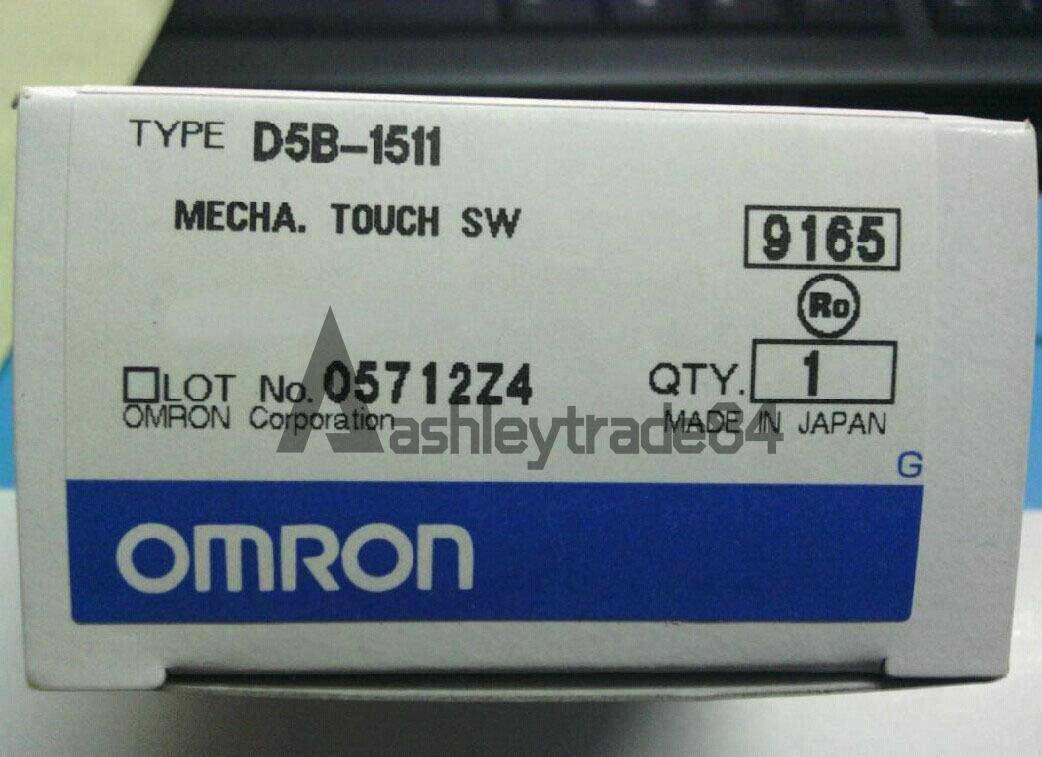 TYPE D5B-1511
MECHA. TOUCH SW
9165
Ro
LOT No. 05712Z4
QTY. 1
OMRON Corporation
MADE IN JAPAN
Aashleytrade84
G
OMRON